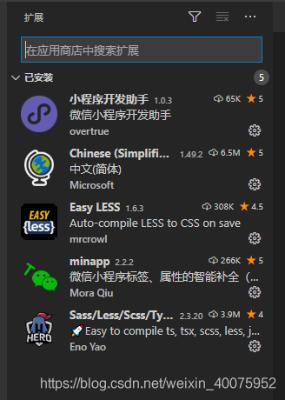 扩展
在应用商店中搜索扩展
已安装 5
小程序开发助手 1.0.3 65K 5
微信小程序开发助手
overtrue
Chinese (Simplifi... 1.49.2 6.5M 5
中文(简体)
Microsoft
EASY {less}
Easy LESS 1.6.3 308K 4.5
Auto-compile LESS to CSS on save
mrcrowl
minapp 2.2.2 266K 5
微信小程序标签、属性的智能补全（...
Mora Qiu
HERO
Sass/Less/Scss/Ty... 2.3.20 3.9M 4
🚀Easy to compile ts, tsx, scss, less, j...
Eno Yao
https://blog.csdn.net/weixin_40075952